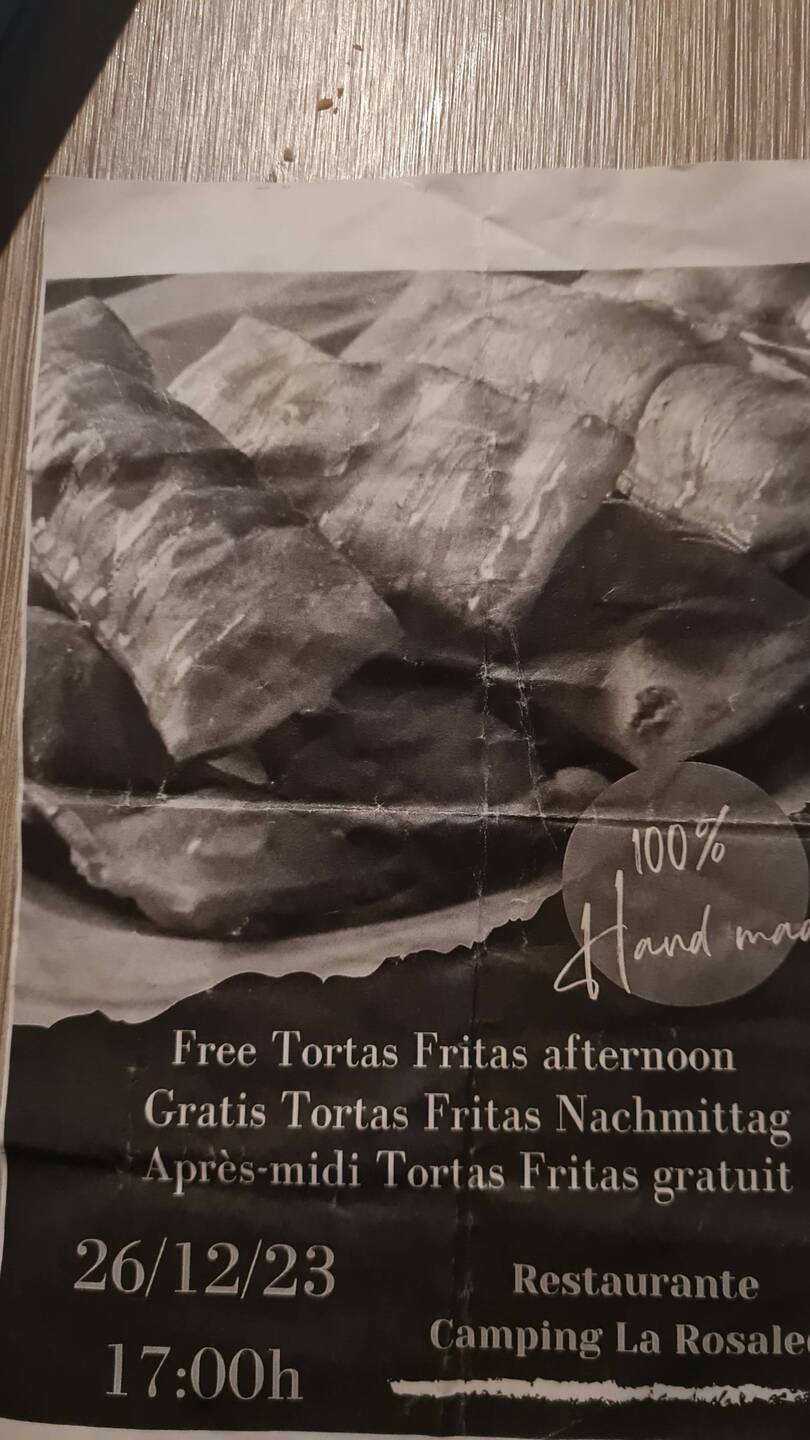 100%
Hand
Free Tortas Fritas afternoon
Gratis Tortas Fritas Nachmittag
Après-midi Tortas Fritas gratuit
26/12/23
17:00h
Restaurante
Camping La